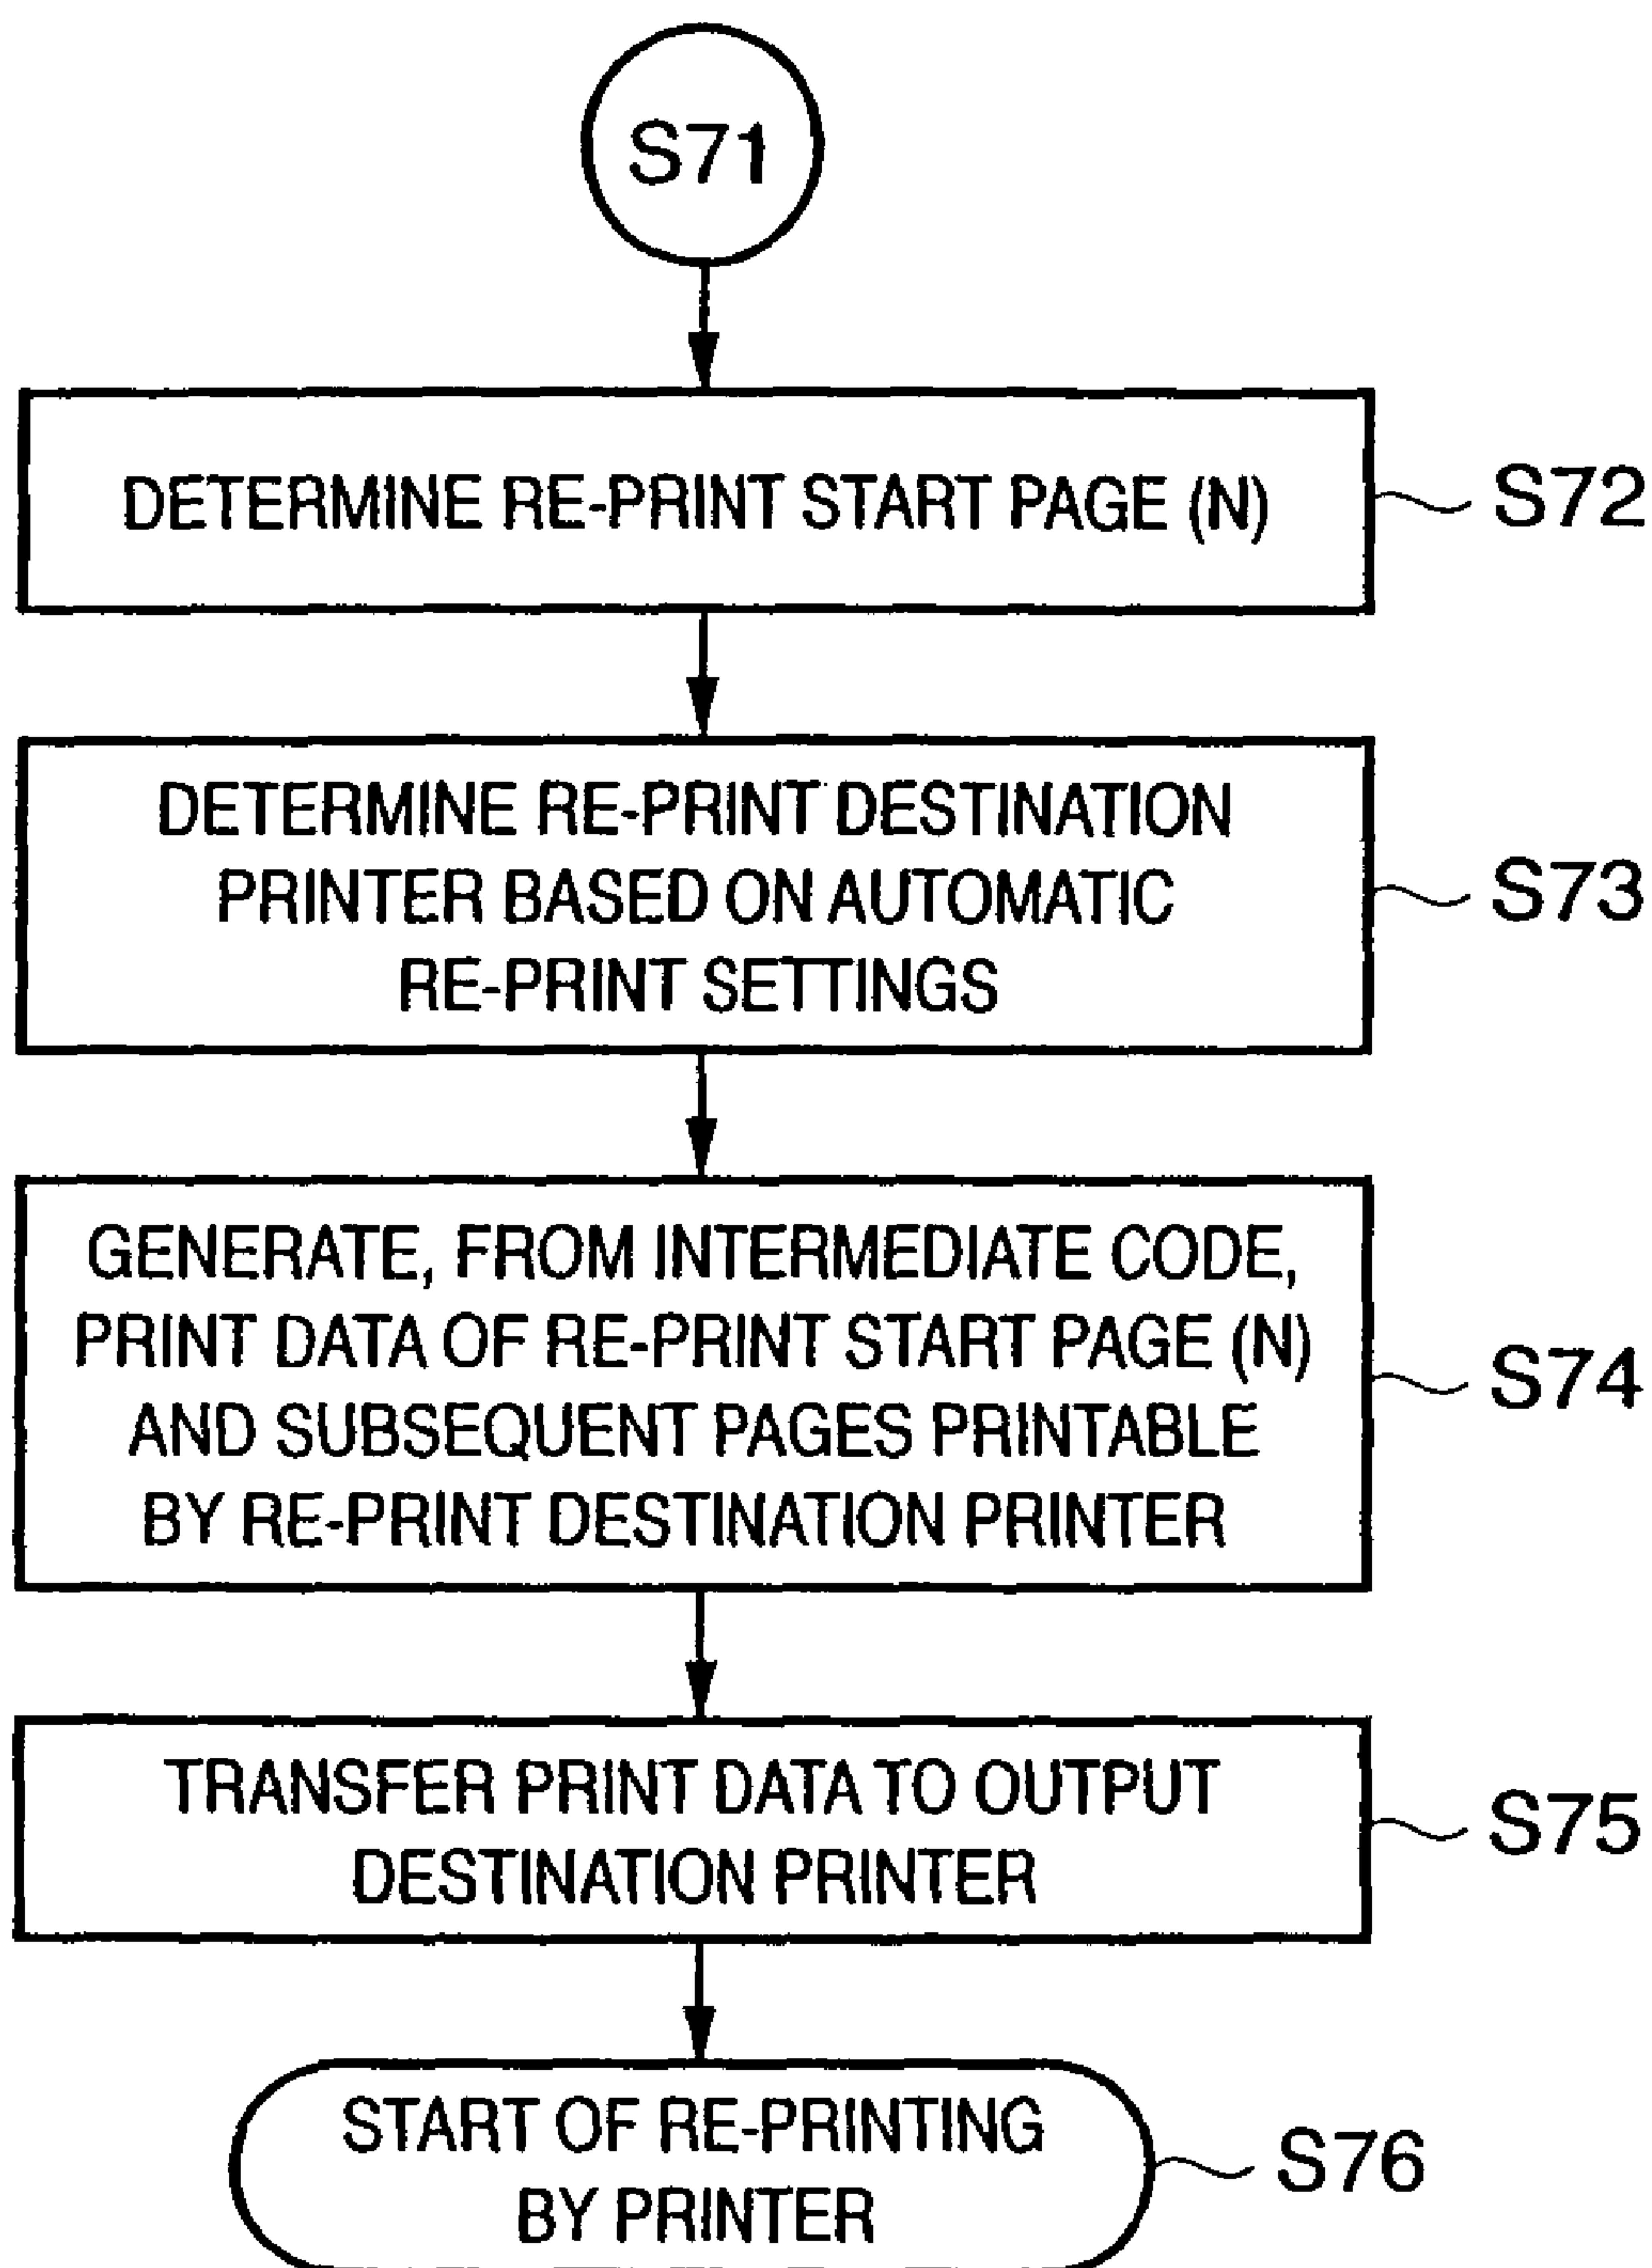 S71
DETERMINE RE-PRINT START PAGE (N)
S72
DETERMINE RE-PRINT DESTINATION
PRINTER BASED ON AUTOMATIC
RE-PRINT SETTINGS
S73
GENERATE, FROM INTERMEDIATE CODE,
PRINT DATA OF RE-PRINT START PAGE (N)
AND SUBSEQUENT PAGES PRINTABLE
BY RE-PRINT DESTINATION PRINTER
S74
TRANSFER PRINT DATA TO OUTPUT
DESTINATION PRINTER
S75
START OF RE-PRINTING
BY PRINTER
S76